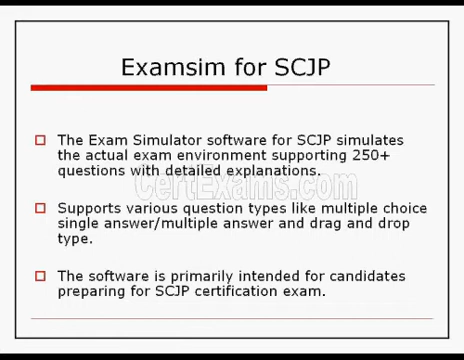 Examsim for SCJP
The Exam Simulator software for SCJP simulates
the actual exam environment supporting 250+
questions with detailed explanations.
CertExams.com
Supports various question types like multiple choice
single answer/multiple answer and drag and drop
type.
The software is primarily intended for candidates
preparing for SCJP certification exam.